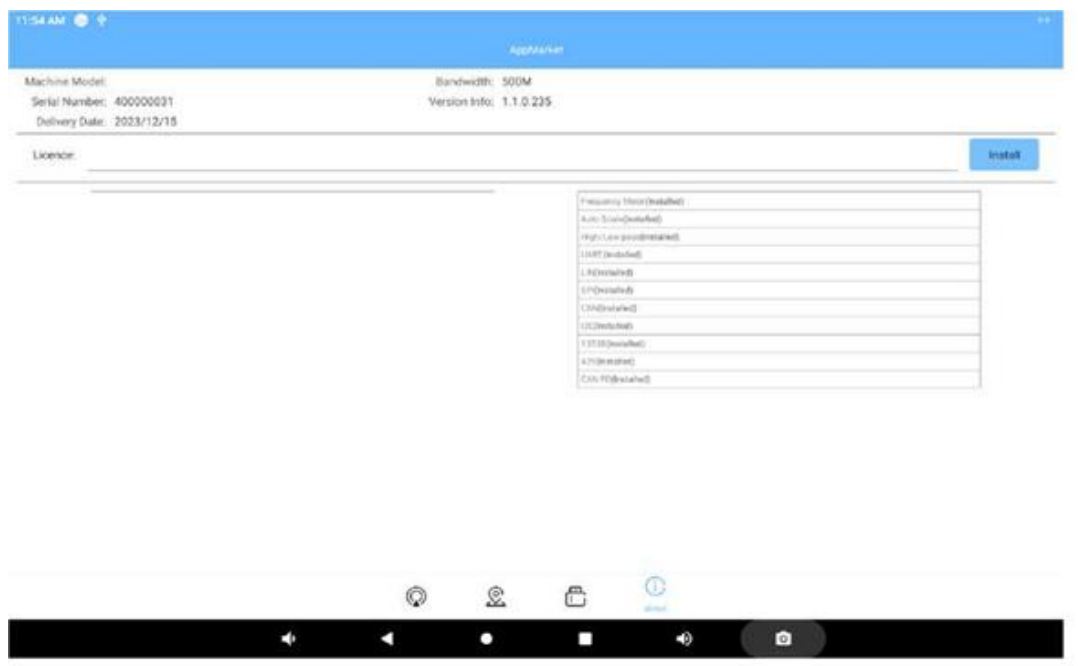 11:54 AM
AppMarket
Machine Model:
Bandwidth: 500M
Serial Number: 400000031
Version Info: 1.1.0.235
Delivery Date: 2023/12/15
Licence:
Install
Frequency Meter(Installed)
Auto Scale(Installed)
High/Low pass(Installed)
UART(Installed)
LIN(Installed)
SPI(Installed)
CAN(Installed)
I2C(Installed)
1553B(Installed)
429(Installed)
CAN FD(Installed)
about